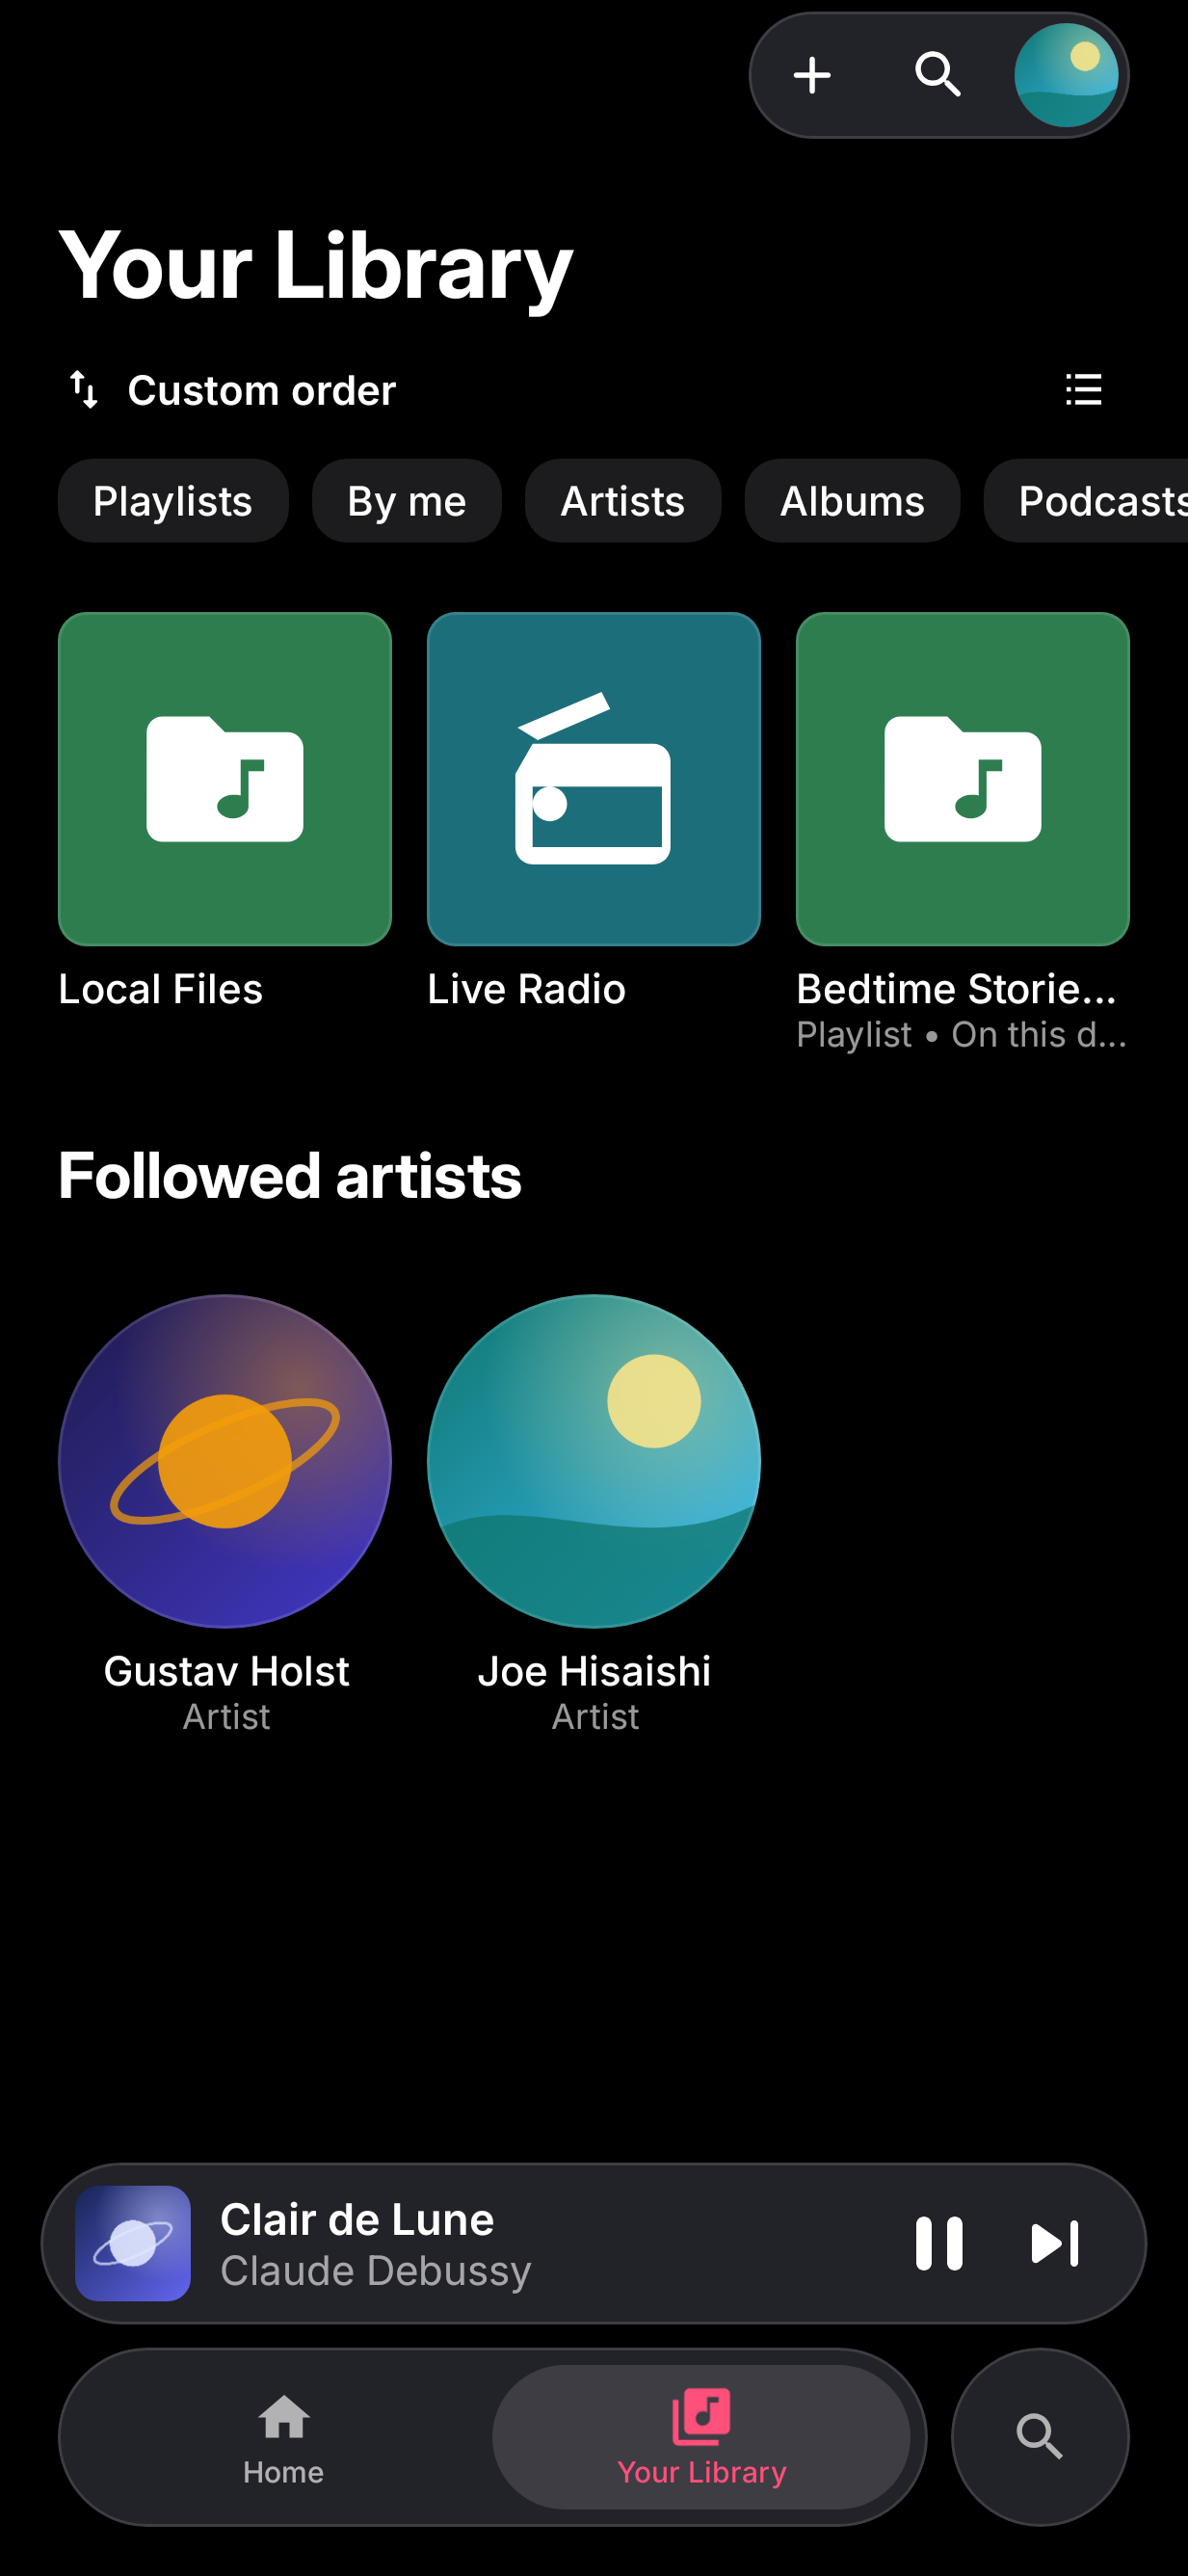 Your Library
Custom order
Playlists
By me
Artists
Albums
Podcasts
Local Files
Live Radio
Bedtime Storie...
Playlist • On this d...
Followed artists
Gustav Holst
Artist
Joe Hisaishi
Artist
Clair de Lune
Claude Debussy
Home
Your Library